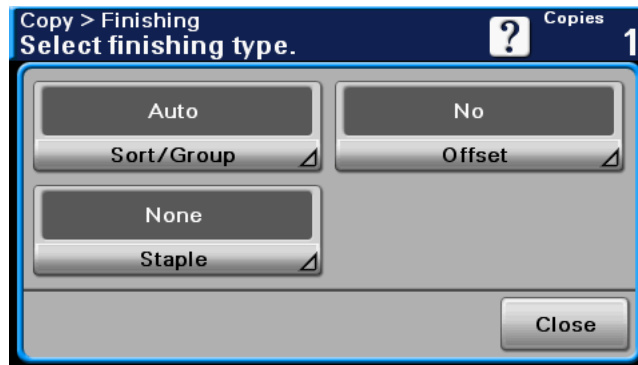 Copy > Finishing
Select finishing type.
?
Copies
1
Auto
Sort/Group
No
Offset
None
Staple
Close